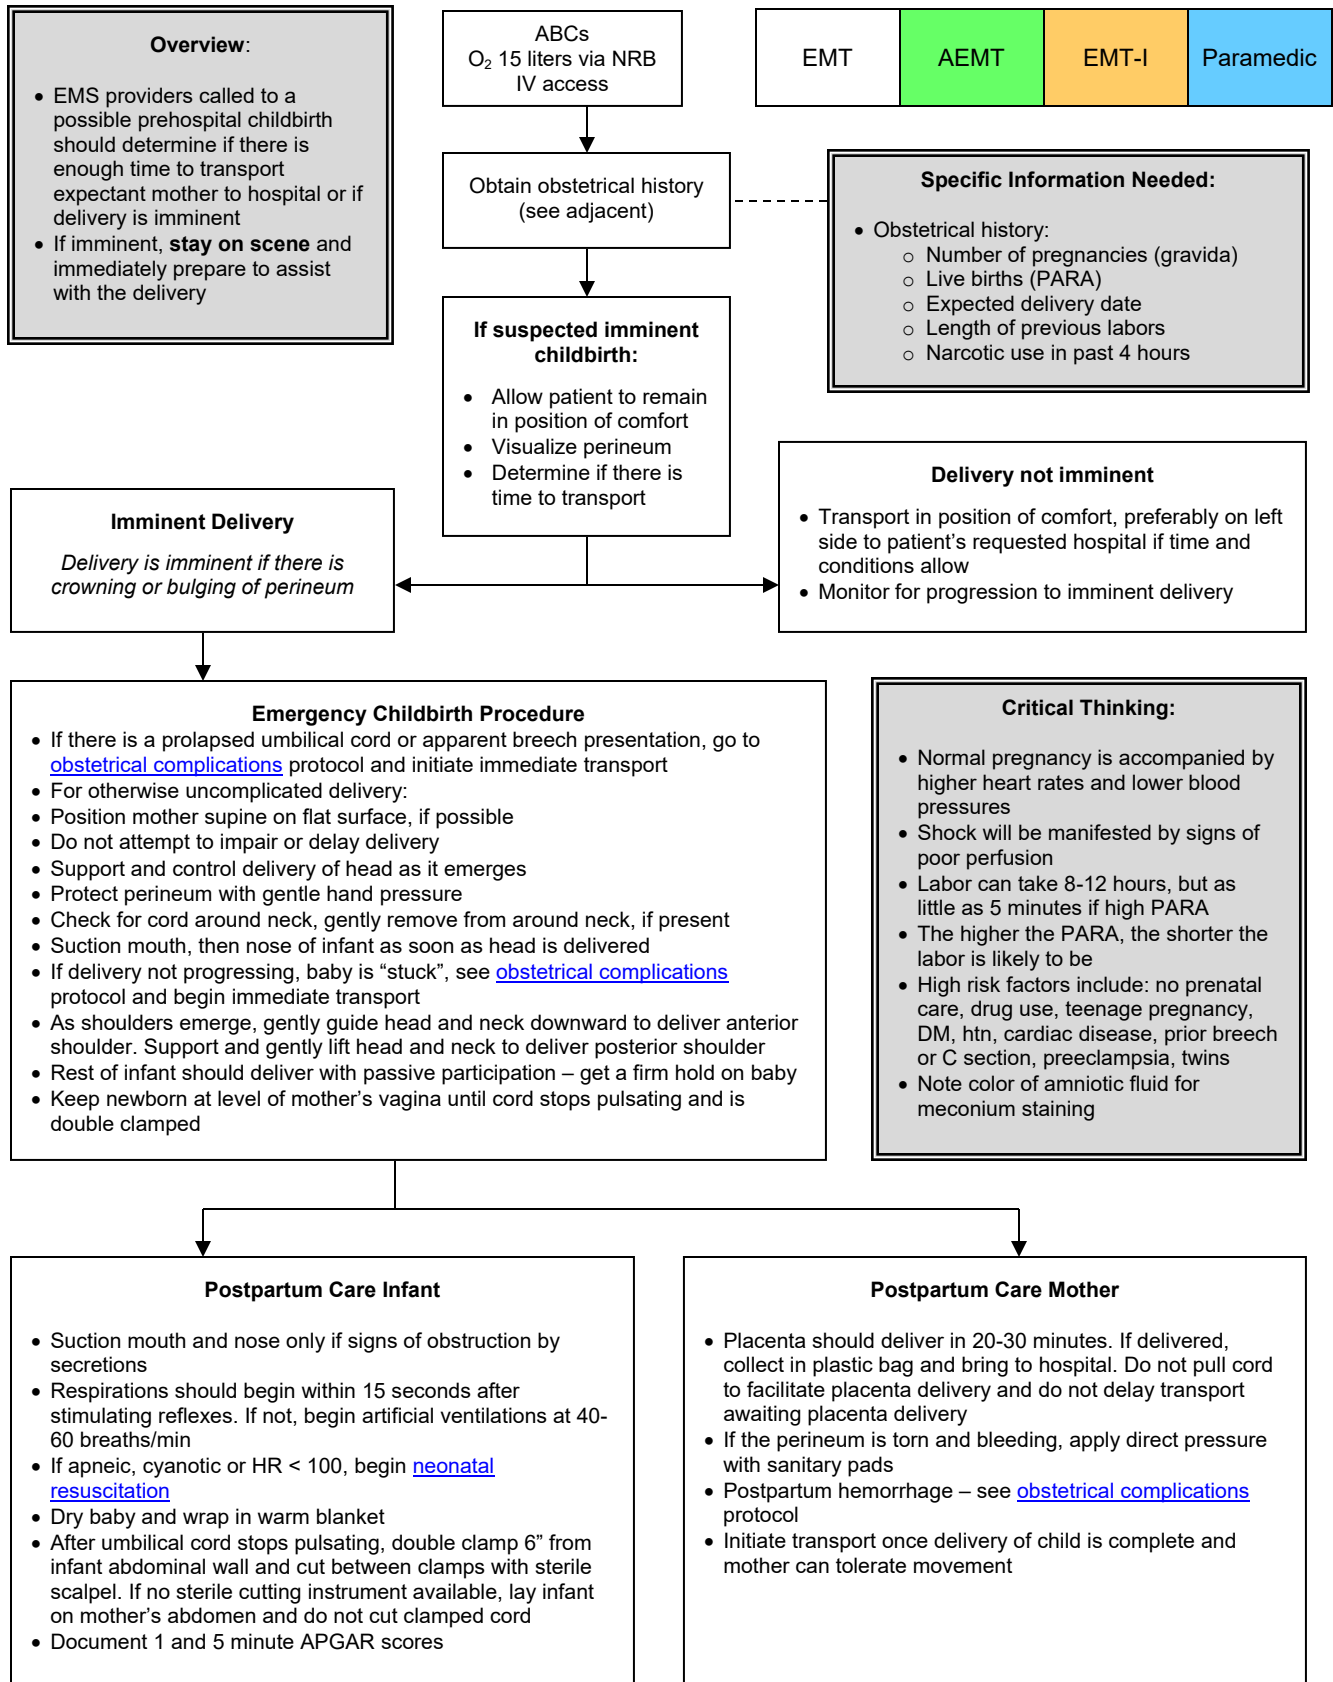 Overview:
• EMS providers called to a
possible prehospital childbirth
should determine if there is
enough time to transport
expectant mother to hospital or if
delivery is imminent
• If imminent, stay on scene and
immediately prepare to assist
with the delivery
ABCs
O₂ 15 liters via NRB
IV access
EMT
AEMT
EMT-I
Paramedic
Obtain obstetrical history
(see adjacent)
Specific Information Needed:
• Obstetrical history:
o Number of pregnancies (gravida)
o Live births (PARA)
o Expected delivery date
o Length of previous labors
o Narcotic use in past 4 hours
If suspected imminent
childbirth:
• Allow patient to remain
in position of comfort
• Visualize perineum
• Determine if there is
time to transport
Imminent Delivery
Delivery is imminent if there is
crowning or bulging of perineum
Delivery not imminent
• Transport in position of comfort, preferably on left
side to patient’s requested hospital if time and
conditions allow
• Monitor for progression to imminent delivery
Emergency Childbirth Procedure
• If there is a prolapsed umbilical cord or apparent breech presentation, go to
obstetrical complications protocol and initiate immediate transport
• For otherwise uncomplicated delivery:
• Position mother supine on flat surface, if possible
• Do not attempt to impair or delay delivery
• Support and control delivery of head as it emerges
• Protect perineum with gentle hand pressure
• Check for cord around neck, gently remove from around neck, if present
• Suction mouth, then nose of infant as soon as head is delivered
• If delivery not progressing, baby is “stuck”, see obstetrical complications
protocol and begin immediate transport
• As shoulders emerge, gently guide head and neck downward to deliver anterior
shoulder. Support and gently lift head and neck to deliver posterior shoulder
• Rest of infant should deliver with passive participation – get a firm hold on baby
• Keep newborn at level of mother’s vagina until cord stops pulsating and is
double clamped
Critical Thinking:
• Normal pregnancy is accompanied by
higher heart rates and lower blood
pressures
• Shock will be manifested by signs of
poor perfusion
• Labor can take 8-12 hours, but as
little as 5 minutes if high PARA
• The higher the PARA, the shorter the
labor is likely to be
• High risk factors include: no prenatal
care, drug use, teenage pregnancy,
DM, htn, cardiac disease, prior breech
or C section, preeclampsia, twins
• Note color of amniotic fluid for
meconium staining
Postpartum Care Infant
• Suction mouth and nose only if signs of obstruction by
secretions
• Respirations should begin within 15 seconds after
stimulating reflexes. If not, begin artificial ventilations at 40-
60 breaths/min
• If apneic, cyanotic or HR < 100, begin neonatal
resuscitation
• Dry baby and wrap in warm blanket
• After umbilical cord stops pulsating, double clamp 6” from
infant abdominal wall and cut between clamps with sterile
scalpel. If no sterile cutting instrument available, lay infant
on mother’s abdomen and do not cut clamped cord
• Document 1 and 5 minute APGAR scores
Postpartum Care Mother
• Placenta should deliver in 20-30 minutes. If delivered,
collect in plastic bag and bring to hospital. Do not pull cord
to facilitate placenta delivery and do not delay transport
awaiting placenta delivery
• If the perineum is torn and bleeding, apply direct pressure
with sanitary pads
• Postpartum hemorrhage – see obstetrical complications
protocol
• Initiate transport once delivery of child is complete and
mother can tolerate movement